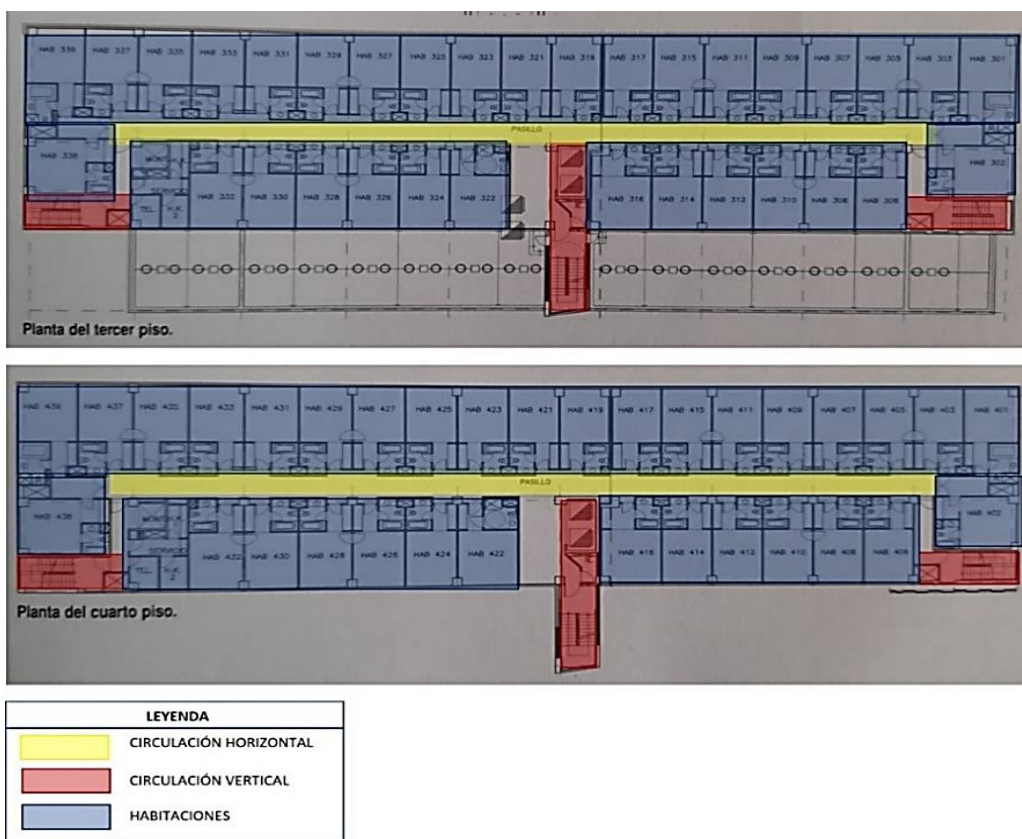 HAB 339 HAB 337 HAB 335 HAB 333 HAB 331 HAB 329 HAB 327 HAB 325 HAB 323 HAB 321 HAB 319 HAB 317 HAB 315 HAB 311 HAB 309 HAB 307 HAB 305 HAB 303 HAB 301
PASILLO
HAB 338 HAB 302
SERVICIO
HAB 332 HAB 330 HAB 328 HAB 326 HAB 324 HAB 322 HAB 316 HAB 314 HAB 312 HAB 310 HAB 308 HAB 306
TEL. H.K.
2
Planta del tercer piso.
HAB 439 HAB 437 HAB 435 HAB 433 HAB 431 HAB 429 HAB 427 HAB 425 HAB 423 HAB 421 HAB 419 HAB 417 HAB 415 HAB 411 HAB 409 HAB 407 HAB 405 HAB 403 HAB 401
PASILLO
HAB 438 HAB 402
SERVICIO
HAB 432 HAB 430 HAB 428 HAB 426 HAB 424 HAB 422 HAB 416 HAB 414 HAB 412 HAB 410 HAB 408 HAB 406
TEL. H.K.
2
Planta del cuarto piso.
LEYENDA
CIRCULACIÓN HORIZONTAL
CIRCULACIÓN VERTICAL
HABITACIONES